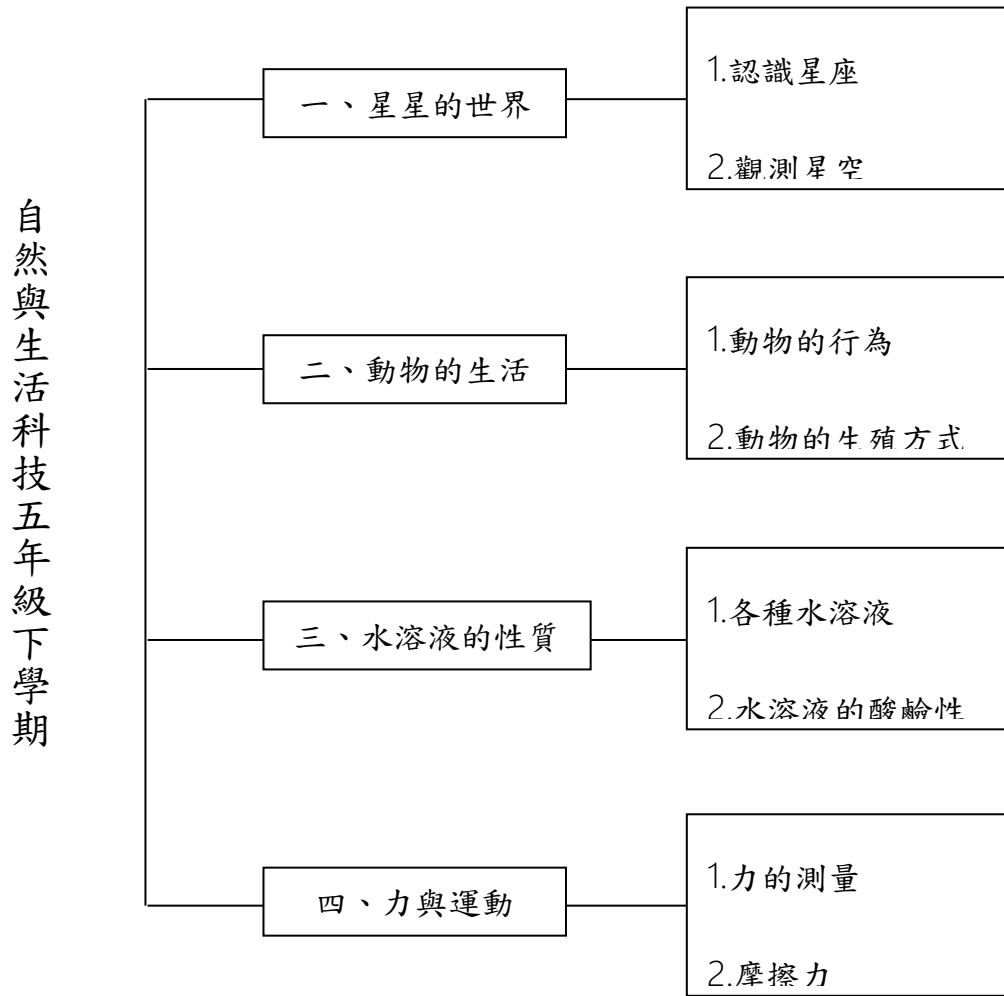 自然與生活科技五年級下學期
一、星星的世界
1.認識星座
2.觀測星空
二、動物的生活
1.動物的行為
2.動物的生殖方式
三、水溶液的性質
1.各種水溶液
2.水溶液的酸鹼性
四、力與運動
1.力的測量
2.摩擦力